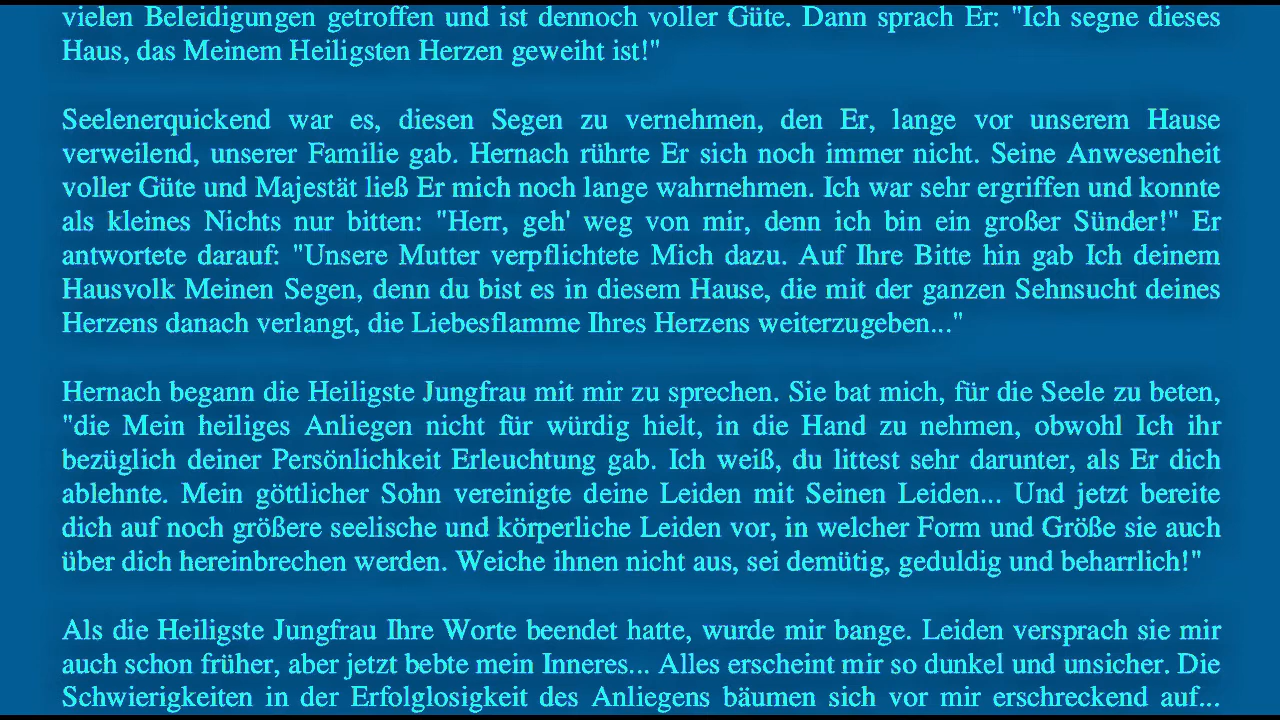 vielen Beleidigungen getroffen und ist dennoch voller Güte. Dann sprach Er: "Ich segne dieses
Haus, das Meinem Heiligsten Herzen geweiht ist!"
Seelenerquickend war es, diesen Segen zu vernehmen, den Er, lange vor unserem Hause
verweilend, unserer Familie gab. Hernach rührte Er sich noch immer nicht. Seine Anwesenheit
voller Güte und Majestät ließ Er mich noch lange wahrnehmen. Ich war sehr ergriffen und konnte
als kleines Nichts nur bitten: "Herr, geh' weg von mir, denn ich bin ein großer Sünder!" Er
antwortete darauf: "Unsere Mutter verpflichtete Mich dazu. Auf Ihre Bitte hin gab Ich deinem
Hausvolk Meinen Segen, denn du bist es in diesem Hause, die mit der ganzen Sehnsucht deines
Herzens danach verlangt, die Liebesflamme Ihres Herzens weiterzugeben..."
Hernach begann die Heiligste Jungfrau mit mir zu sprechen. Sie bat mich, für die Seele zu beten,
"die Mein heiliges Anliegen nicht für würdig hielt, in die Hand zu nehmen, obwohl Ich ihr
bezüglich deiner Persönlichkeit Erleuchtung gab. Ich weiß, du littest sehr darunter, als Er dich
ablehnte. Mein göttlicher Sohn vereinigte deine Leiden mit Seinen Leiden... Und jetzt bereite
dich auf noch größere seelische und körperliche Leiden vor, in welcher Form und Größe sie auch
über dich hereinbrechen werden. Weiche ihnen nicht aus, sei demütig, geduldig und beharrlich!"
Als die Heiligste Jungfrau Ihre Worte beendet hatte, wurde mir bange. Leiden versprach sie mir
auch schon früher, aber jetzt bebte mein Inneres... Alles erscheint mir so dunkel und unsicher. Die
Schwierigkeiten in der Erfolglosigkeit des Anliegens bäumen sich vor mir erschreckend auf...